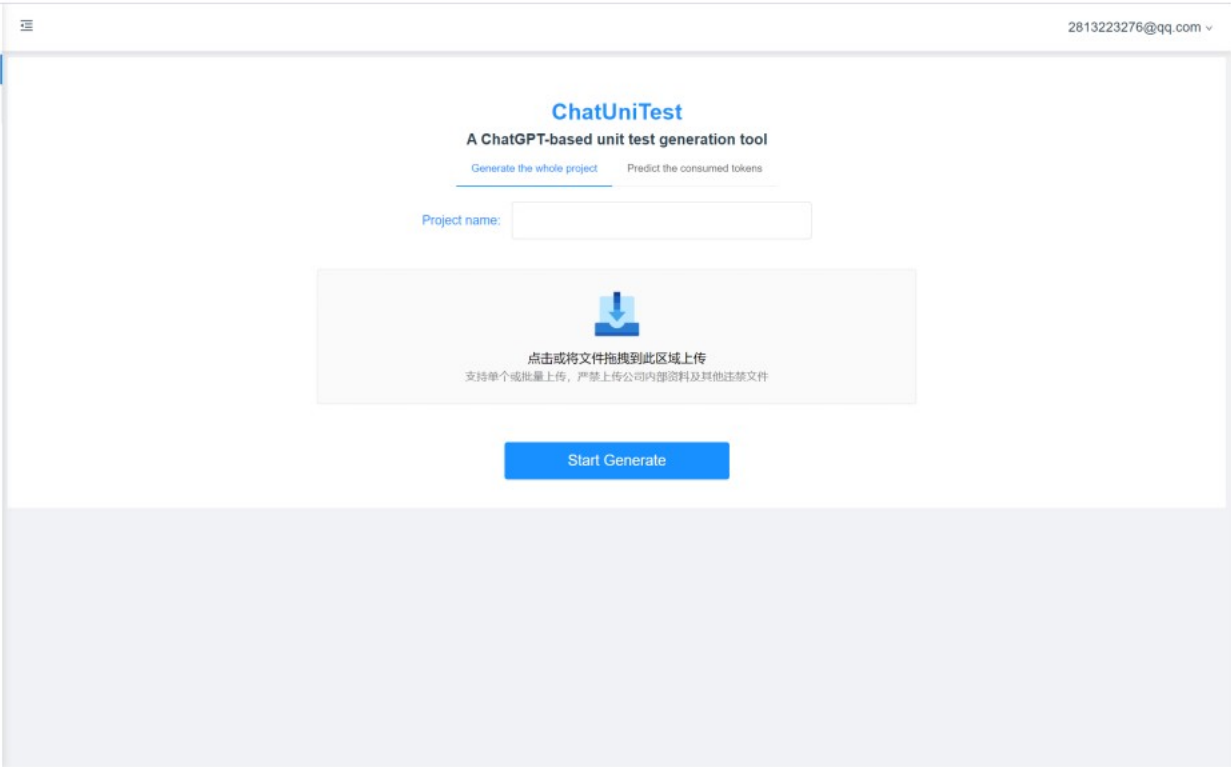 2813223276@qq.com
ChatUniTest
A ChatGPT-based unit test generation tool
Generate the whole project Predict the consumed tokens
Project name:
点击或将文件拖拽到此区域上传
支持单个或批量上传，严禁上传公司内部资料及其他违禁文件
Start Generate